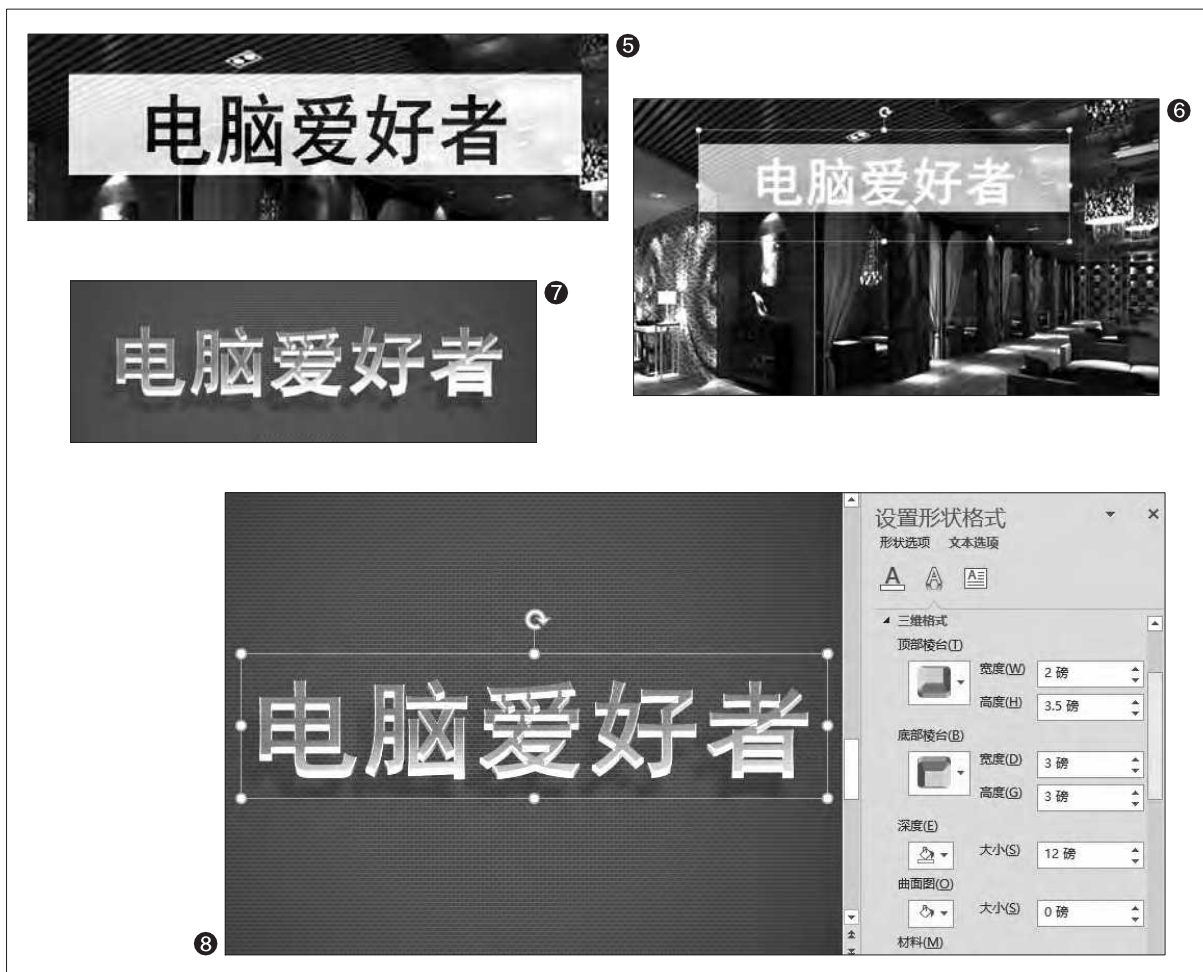 ❺
电脑爱好者
❻
电脑爱好者
❼
电脑爱好者
❽
电脑爱好者
设置形状格式
形状选项 文本选项
三维格式
顶部棱台(T)
宽度(W) 2 磅
高度(H) 3.5 磅
底部棱台(B)
宽度(D) 3 磅
高度(G) 3 磅
深度(E)
大小(S) 12 磅
曲面图(O)
大小(S) 0 磅
材料(M)